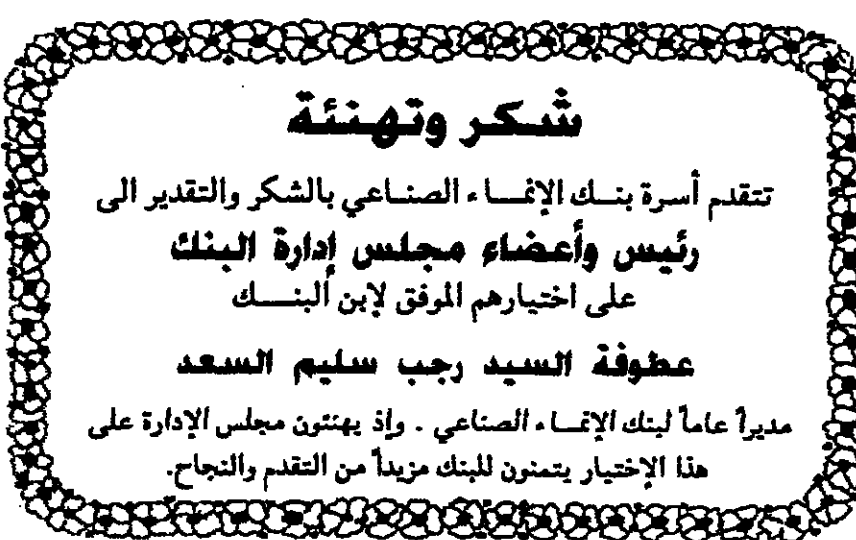 شكر وتهنئة
تتقدم أسرة بنك الإنماء الصناعي بالشكر والتقدير الى
رئيس وأعضاء مجلس إدارة البنك
على اختيارهم الموفق لإبن البنك
عطوفة السيد رجب سليم السعد
مديراً عاماً لبنك الإنماء الصناعي . وإذ يهنئون مجلس الإدارة على
هذا الإختيار يتمنون للبنك مزيداً من التقدم والنجاح.